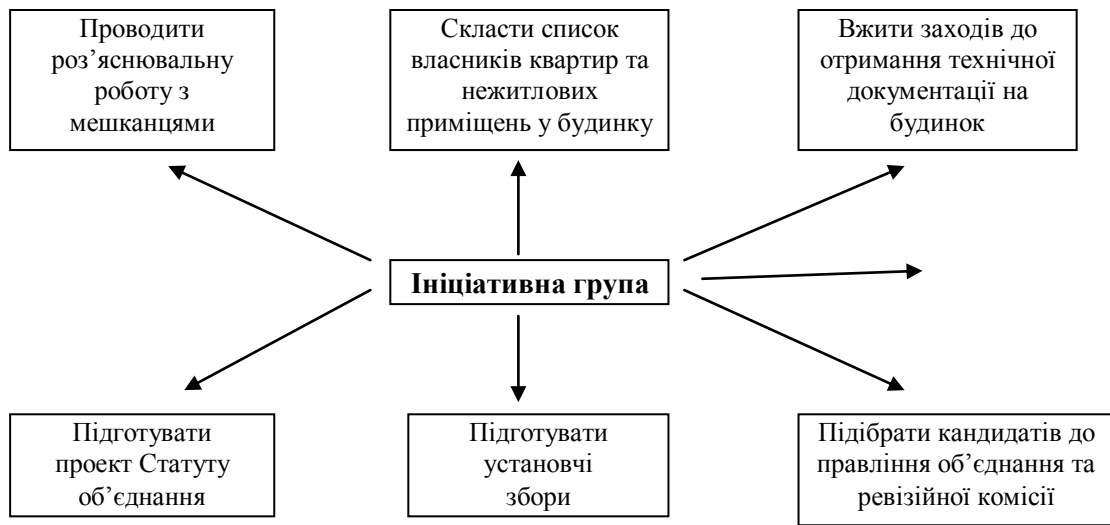 Проводити
роз’яснювальну
роботу з
мешканцями
Скласти список
власників квартир та
нежитлових
приміщень у будинку
Вжити заходів до
отримання технічної
документації на
будинок
Ініціативна група
Підготувати
проект Статуту
об’єднання
Підготувати
установчі
збори
Підібрати кандидатів до
правління об’єднання та
ревізійної комісії